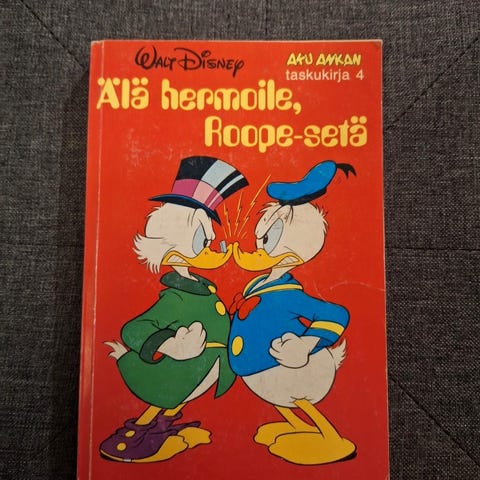 Walt Disney
AKU ANKAN
taskukirja 4
Älä hermoile,
Roope-setä